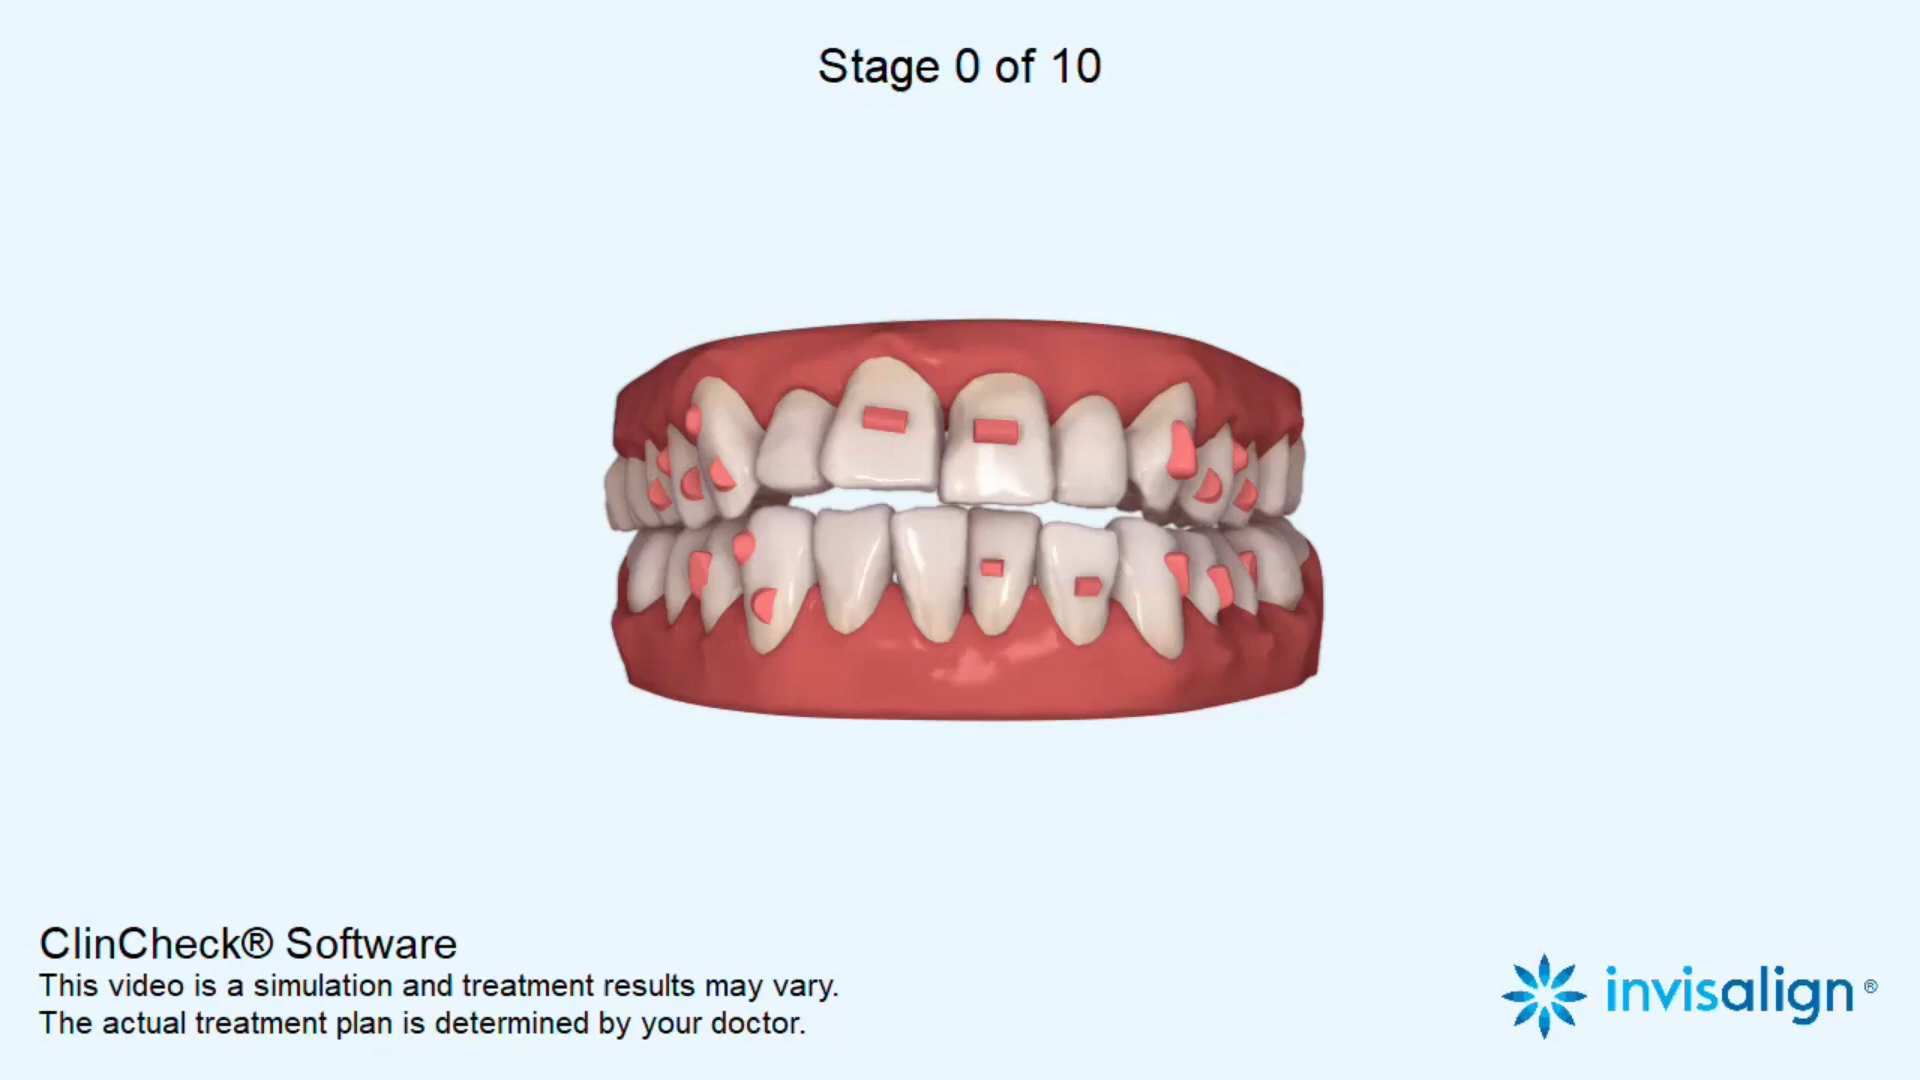 Stage 0 of 10
ClinCheck® Software
This video is a simulation and treatment results may vary.
The actual treatment plan is determined by your doctor.
invisalign®